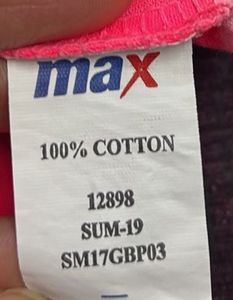 max
100% COTTON
12898
SUM-19
SM17GBP03